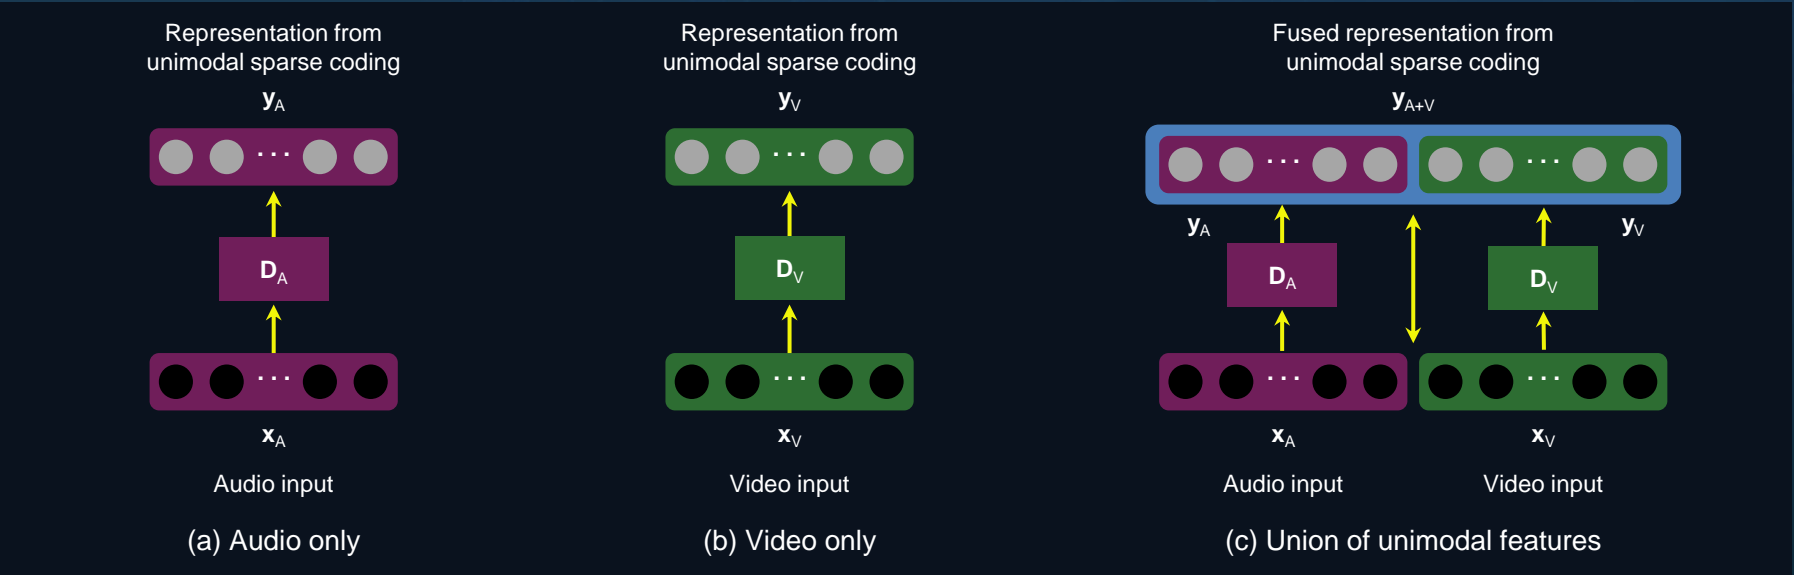 Representation from
unimodal sparse coding
yA
· · ·
DA
· · ·
xA
Audio input
(a) Audio only
Representation from
unimodal sparse coding
yV
· · ·
DV
· · ·
xV
Video input
(b) Video only
Fused representation from
unimodal sparse coding
yA+V
· · · · · ·
yA yV
DA DV
· · · · · ·
xA xV
Audio input Video input
(c) Union of unimodal features